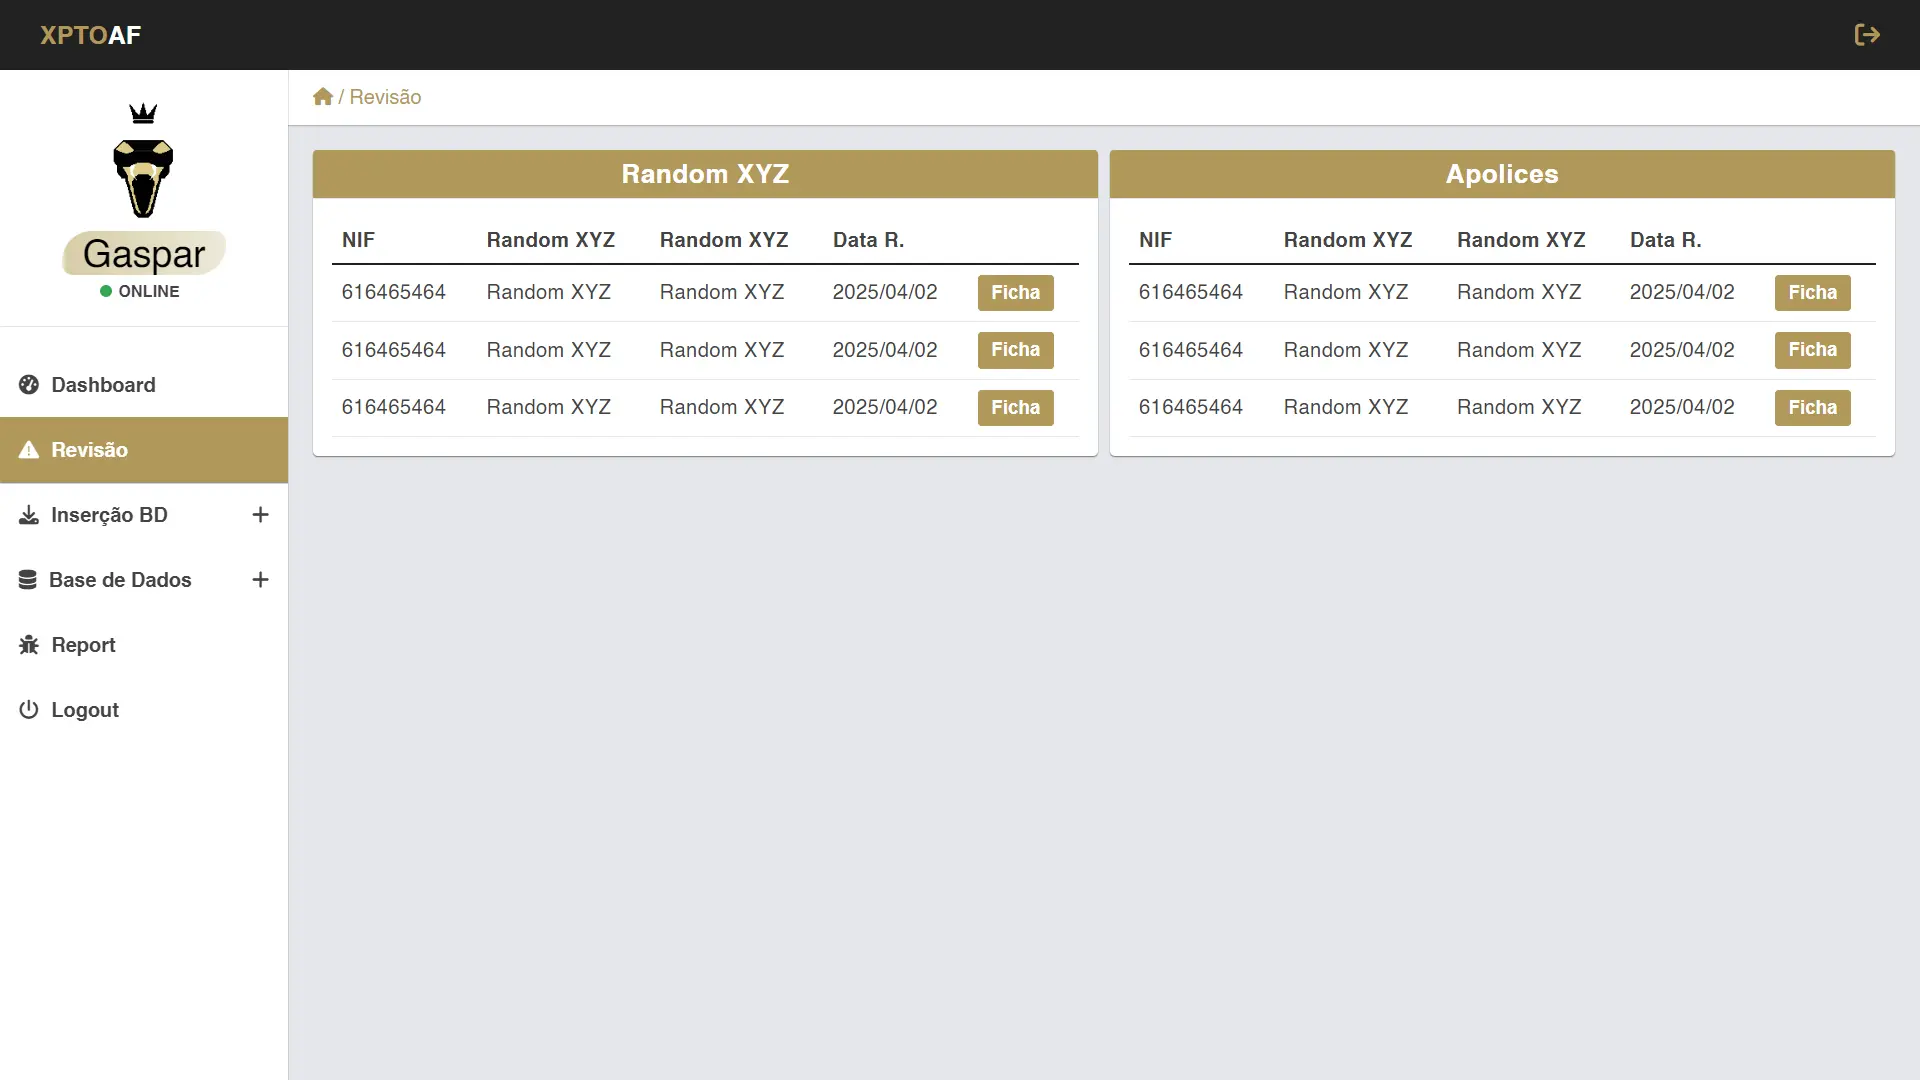 XPTOAF
Gaspar
ONLINE
Dashboard
Revisão
Inserção BD
Base de Dados
Report
Logout
/ Revisão
Random XYZ
NIF Random XYZ Random XYZ Data R.
616465464 Random XYZ Random XYZ 2025/04/02 Ficha
616465464 Random XYZ Random XYZ 2025/04/02 Ficha
616465464 Random XYZ Random XYZ 2025/04/02 Ficha
Apolices
NIF Random XYZ Random XYZ Data R.
616465464 Random XYZ Random XYZ 2025/04/02 Ficha
616465464 Random XYZ Random XYZ 2025/04/02 Ficha
616465464 Random XYZ Random XYZ 2025/04/02 Ficha